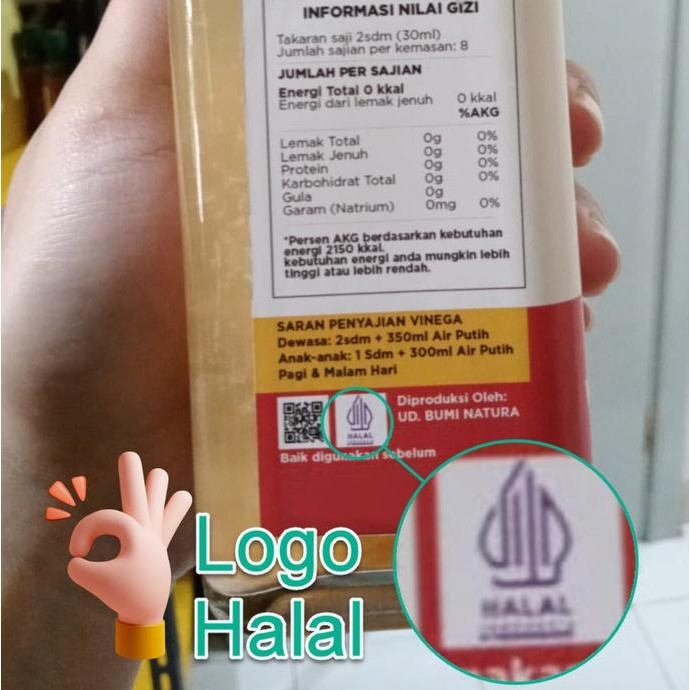 INFORMASI NILAI GIZI
Takaran saji 2sdm (30ml)
Jumlah sajian per kemasan: 8
JUMLAH PER SAJIAN
Energi Total 0 kkal
Energi dari lemak jenuh 0 kkal
%AKG
Lemak Total 0g 0%
Lemak Jenuh 0g 0%
Protein 0g 0%
Karbohidrat Total 0g 0%
Gula 0g
Garam (Natrium) 0mg 0%
*Persen AKG berdasarkan kebutuhan
energi 2150 kkal.
kebutuhan energi anda mungkin lebih
tinggi atau lebih rendah.
SARAN PENYAJIAN VINEGA
Dewasa: 2sdm + 350ml Air Putih
Anak-anak: 1 Sdm + 300ml Air Putih
Pagi & Malam Hari
HALAL
Diproduksi Oleh:
UD. BUMI NATURA
Baik digunakan sebelum
Logo
Halal
HALAL